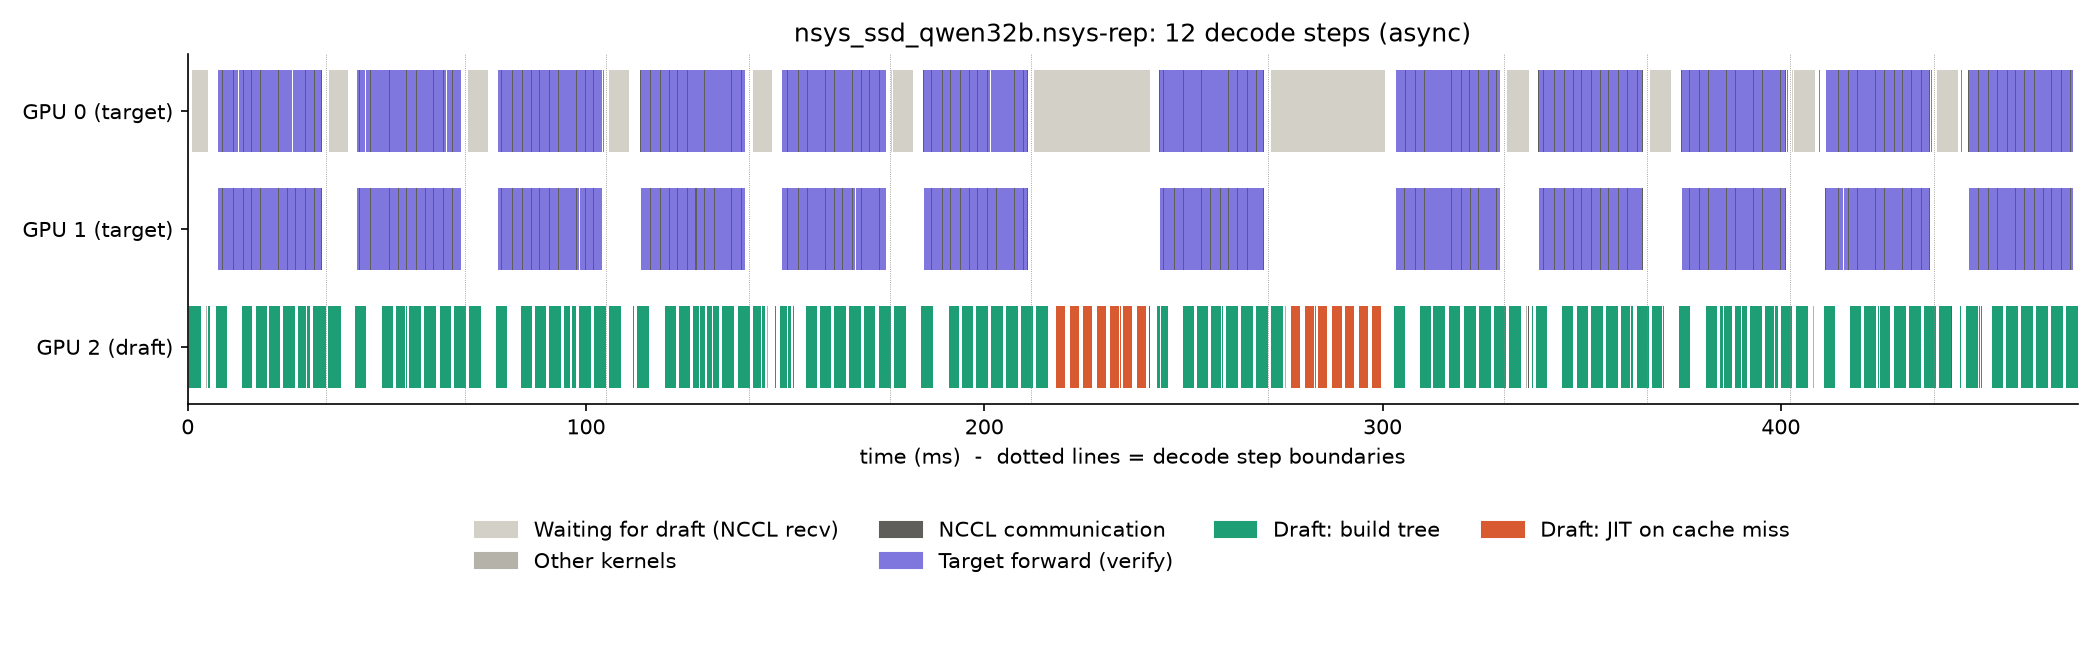 nsys_ssd_qwen32b.nsys-rep: 12 decode steps (async)
GPU 0 (target)
GPU 1 (target)
GPU 2 (draft)
0 100 200 300 400
time (ms) - dotted lines = decode step boundaries
Waiting for draft (NCCL recv) NCCL communication Draft: build tree Draft: JIT on cache miss
Other kernels Target forward (verify)